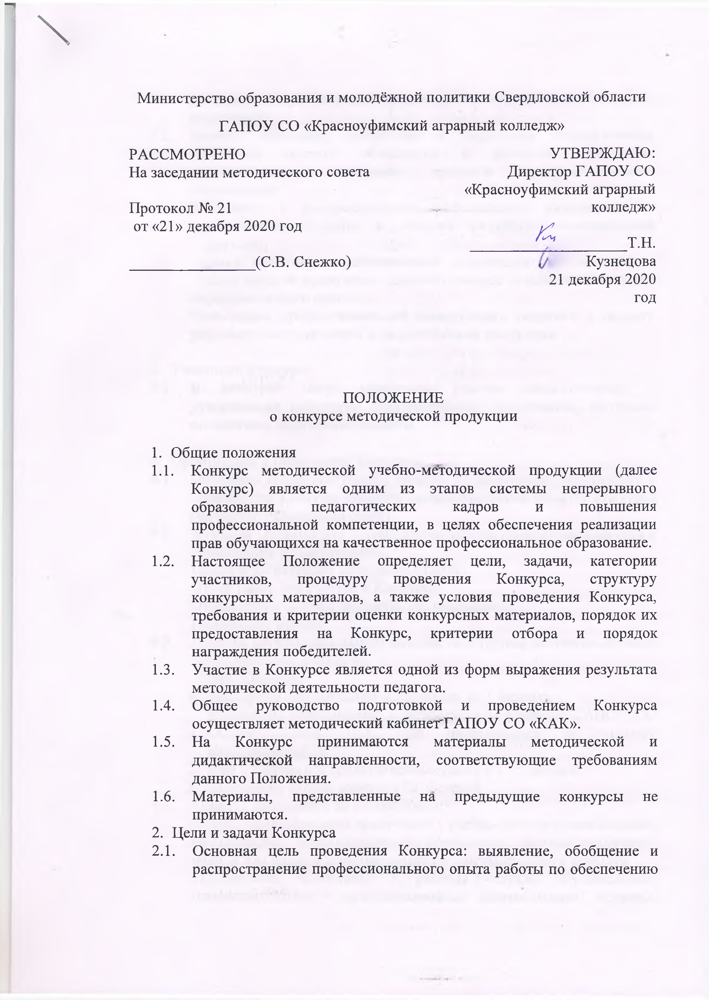 Министерство образования и молодёжной политики Свердловской области
ГАПОУ СО «Красноуфимский аграрный колледж»
РАССМОТРЕНО
На заседании методического совета
Протокол № 21
от «21» декабря 2020 год
(С.В. Снежко)
УТВЕРЖДАЮ:
Директор ГАПОУ СО
«Красноуфимский аграрный
колледж»
Т.Н.
Кузнецова
21 декабря 2020
год
ПОЛОЖЕНИЕ
о конкурсе методической продукции
1. Общие положения
1.1. Конкурс методической учебно-методической продукции (далее
Конкурс) является одним из этапов системы непрерывного
образования педагогических кадров и повышения
профессиональной компетенции, в целях обеспечения реализации
прав обучающихся на качественное профессиональное образование.
1.2. Настоящее Положение определяет цели, задачи, категории
участников, процедуру проведения Конкурса, структуру
конкурсных материалов, а также условия проведения Конкурса,
требования и критерии оценки конкурсных материалов, порядок их
предоставления на Конкурс, критерии отбора и порядок
награждения победителей.
1.3. Участие в Конкурсе является одной из форм выражения результата
методической деятельности педагога.
1.4. Общее руководство подготовкой и проведением Конкурса
осуществляет методический кабинет ГАПОУ СО «КАК».
1.5. На Конкурс принимаются материалы методической и
дидактической направленности, соответствующие требованиям
данного Положения.
1.6. Материалы, представленные на предыдущие конкурсы не
принимаются.
2. Цели и задачи Конкурса
2.1. Основная цель проведения Конкурса: выявление, обобщение и
распространение профессионального опыта работы по обеспечению